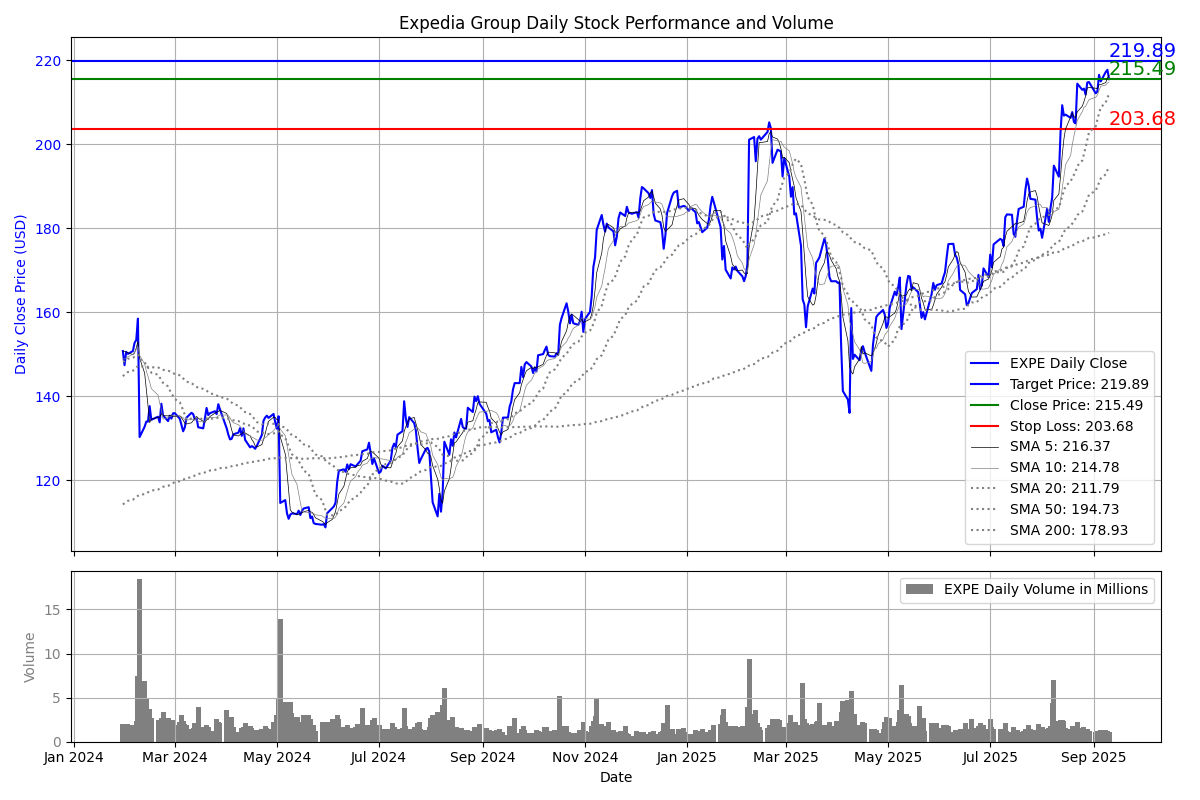 Expedia Group Daily Stock Performance and Volume
219.89
215.49
203.68
220
200
180
160
140
120
Daily Close Price (USD)
EXPE Daily Close
Target Price: 219.89
Close Price: 215.49
Stop Loss: 203.68
SMA 5: 216.37
SMA 10: 214.78
SMA 20: 211.79
SMA 50: 194.73
SMA 200: 178.93
EXPE Daily Volume in Millions
15
10
5
0
Volume
Jan 2024 Mar 2024 May 2024 Jul 2024 Sep 2024 Nov 2024 Jan 2025 Mar 2025 May 2025 Jul 2025 Sep 2025
Date